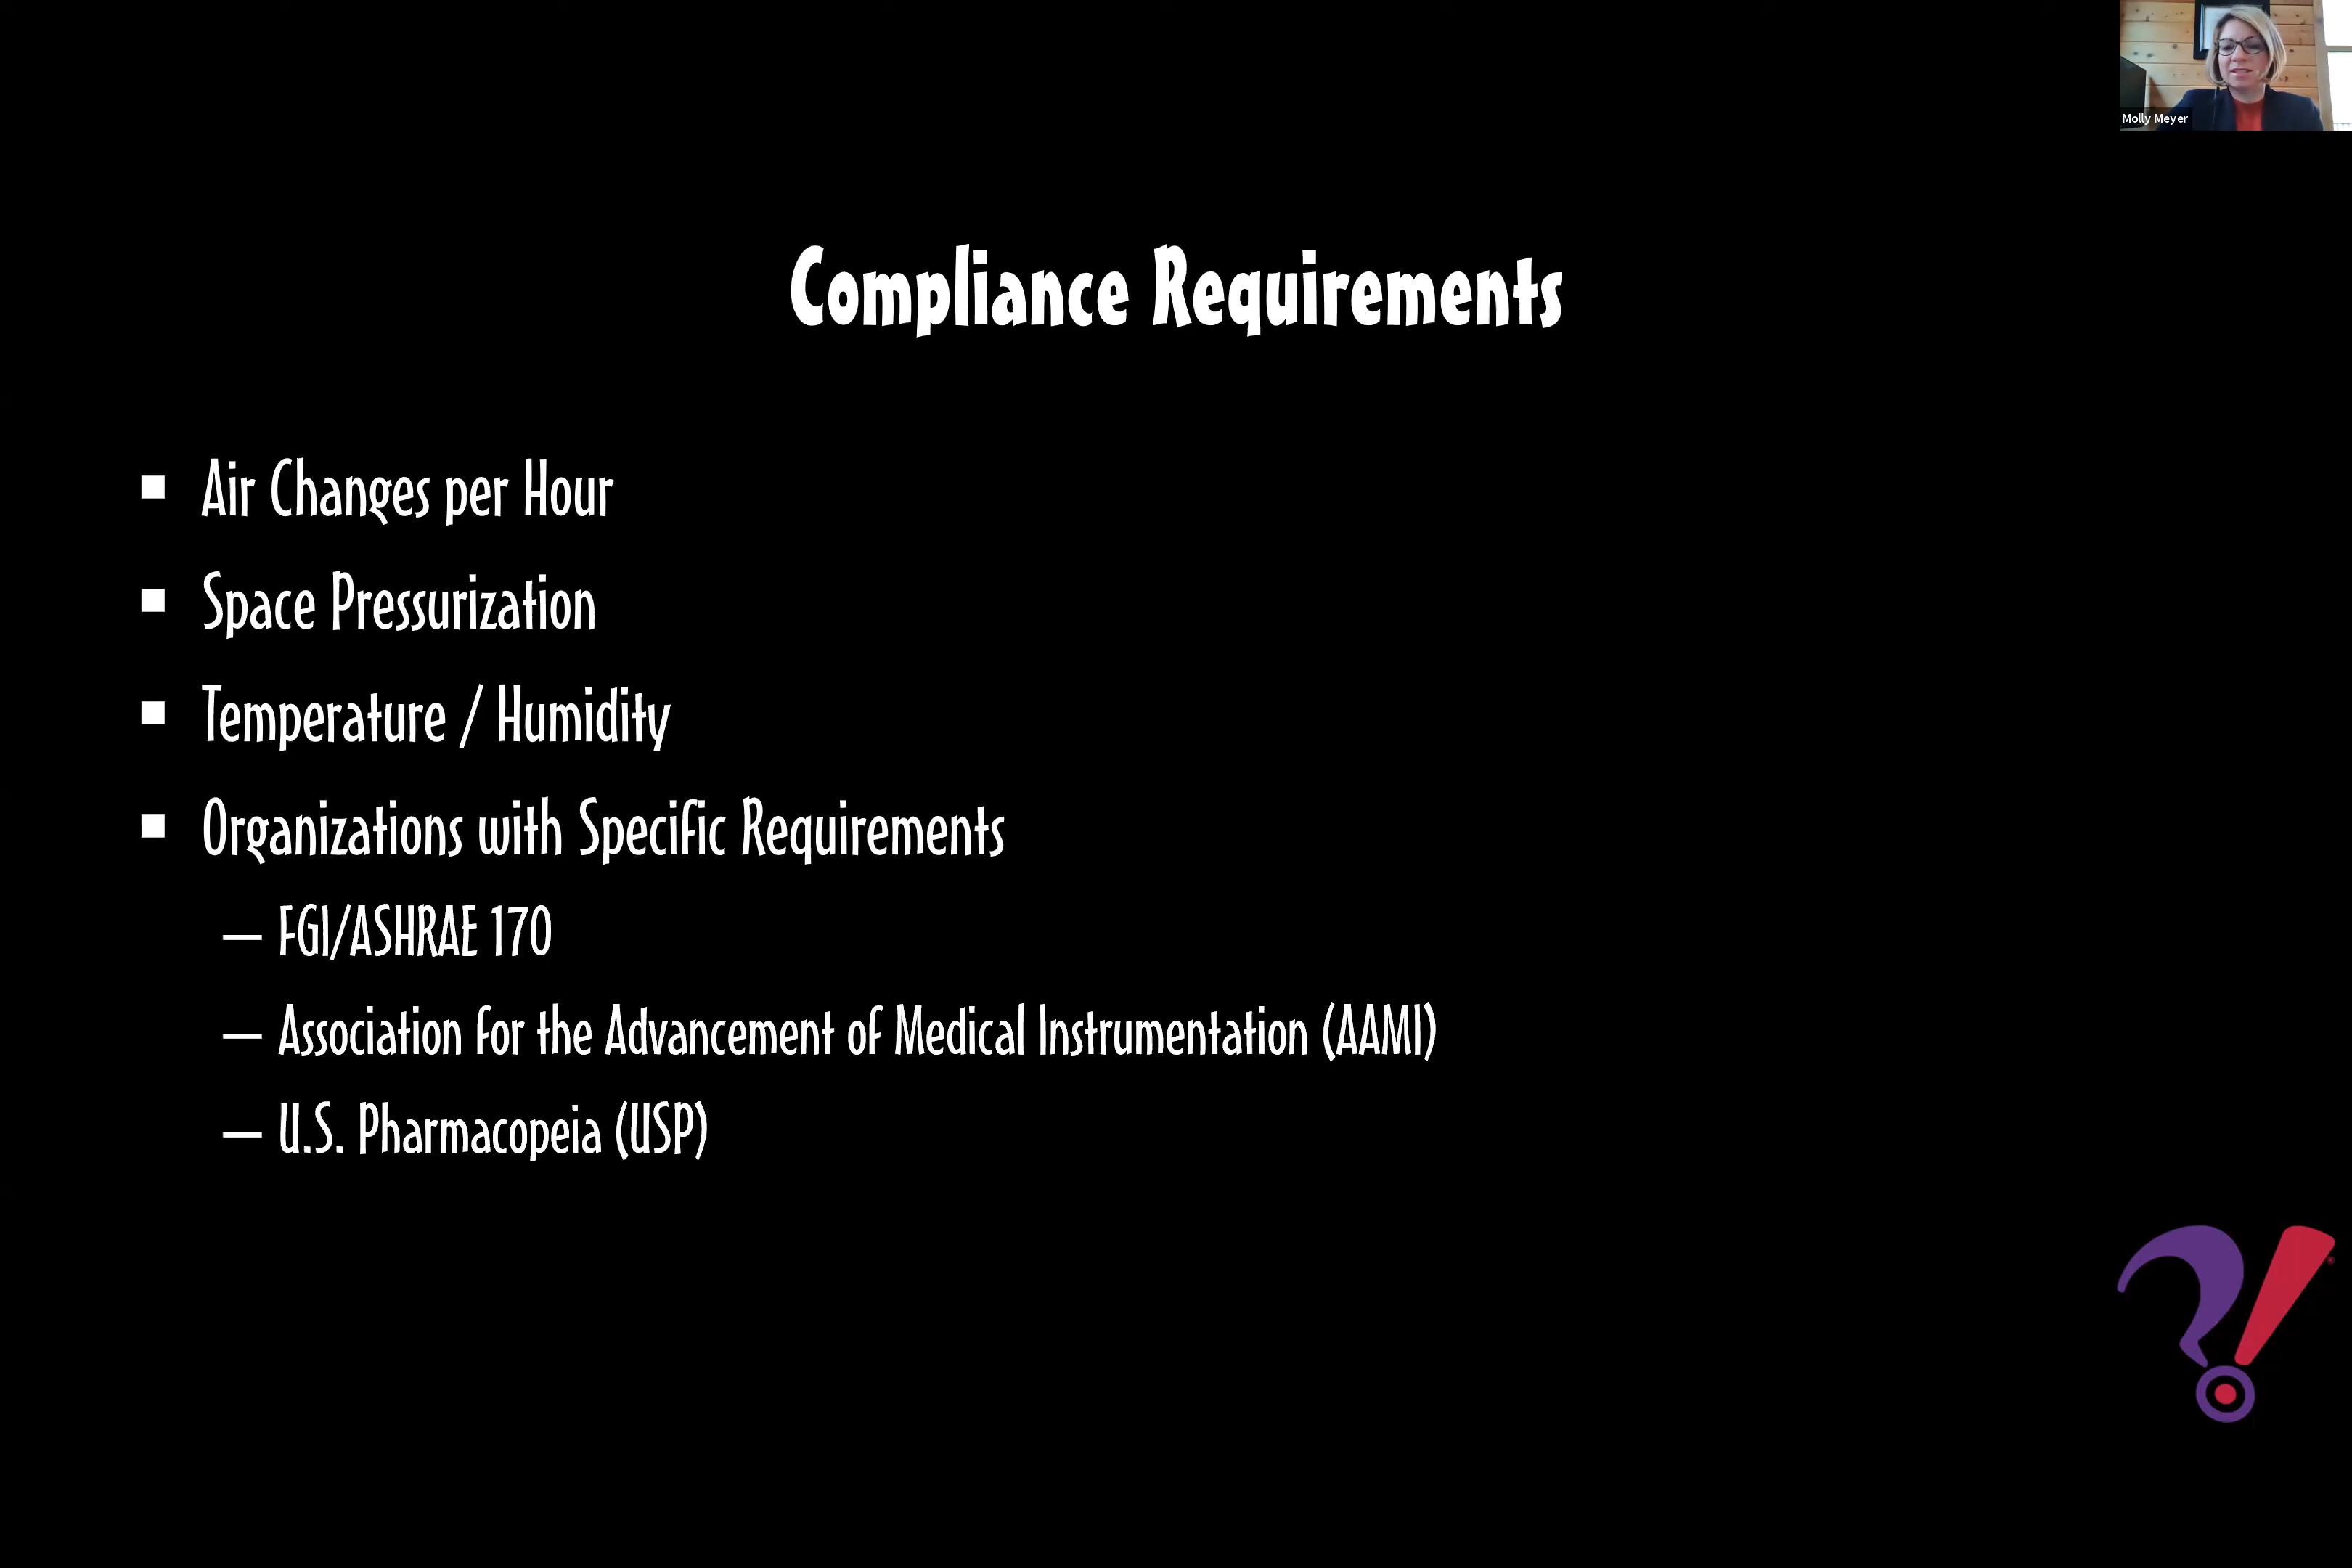 Molly Meyer
Compliance Requirements
Air Changes per Hour
Space Pressurization
Temperature / Humidity
Organizations with Specific Requirements
– FGI/ASHRAE 170
– Association for the Advancement of Medical Instrumentation (AAMI)
– U.S. Pharmacopeia (USP)